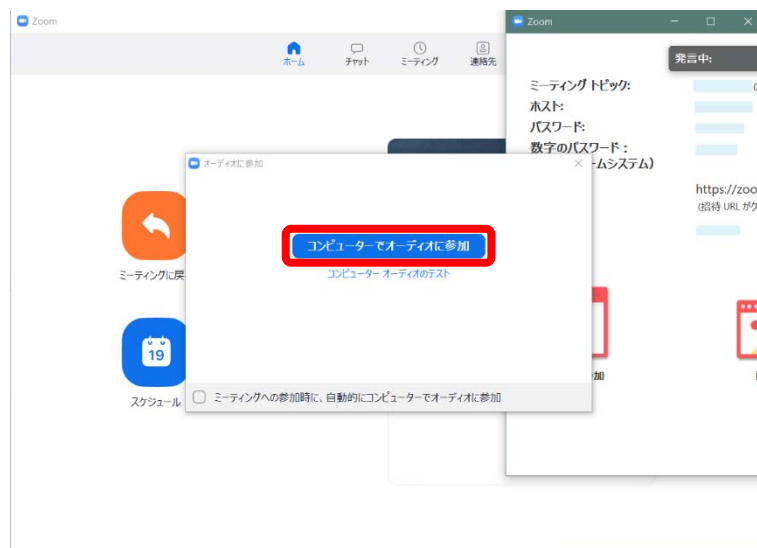 Zoom
ホーム
チャット
ミーティング
連絡先
Zoom
発言中:
ミーティング トピック:
ホスト:
パスワード:
数字のパスワード：
ームシステム)
https://zoo
(招待 URL がク
オーディオに参加
コンピューターでオーディオに参加
コンピューター オーディオのテスト
ミーティングへの参加時に、自動的にコンピューターでオーディオに参加
ミーティングに戻
19
スケジュール
加